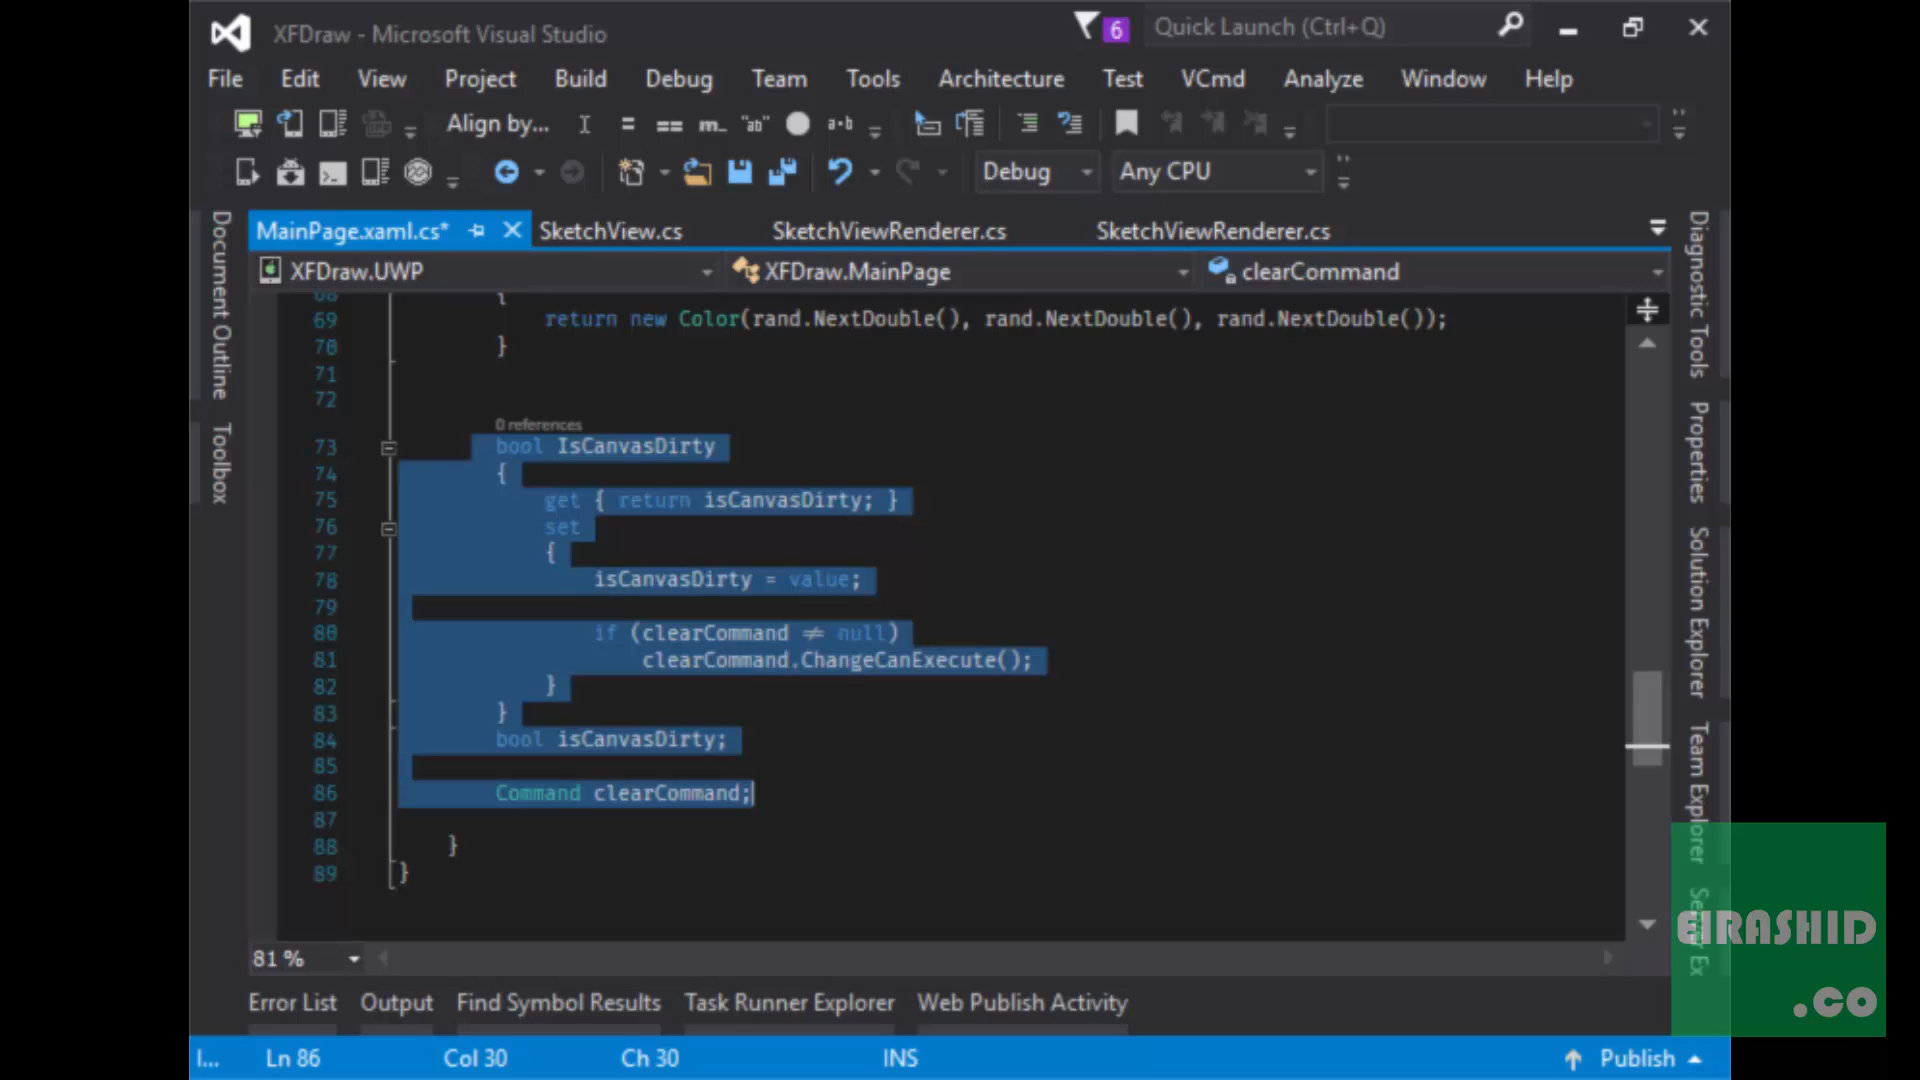 XFDraw - Microsoft Visual Studio
6
Quick Launch (Ctrl+Q)
File Edit View Project Build Debug Team Tools Architecture Test VCmd Analyze Window Help
Align by...
= == m_ "ab" a·b
Debug
Any CPU
Document Outline
Toolbox
MainPage.xaml.cs* SketchView.cs SketchViewRenderer.cs SketchViewRenderer.cs
XFDraw.UWP XFDraw.MainPage clearCommand
68 {
69 return new Color(rand.NextDouble(), rand.NextDouble(), rand.NextDouble());
70 }
71
72
0 references
73 bool IsCanvasDirty
74 {
75 get { return isCanvasDirty; }
76 set
77 {
78 isCanvasDirty = value;
79
80 if (clearCommand ≠ null)
81 clearCommand.ChangeCanExecute();
82 }
83 }
84 bool isCanvasDirty;
85
86 Command clearCommand;
87
88 }
89 }
Diagnostic Tools
Properties
Solution Explorer
Team Explorer
Server Ex
81 %
Error List Output Find Symbol Results Task Runner Explorer Web Publish Activity
I... Ln 86 Col 30 Ch 30 INS Publish
EIRASHID
.CO